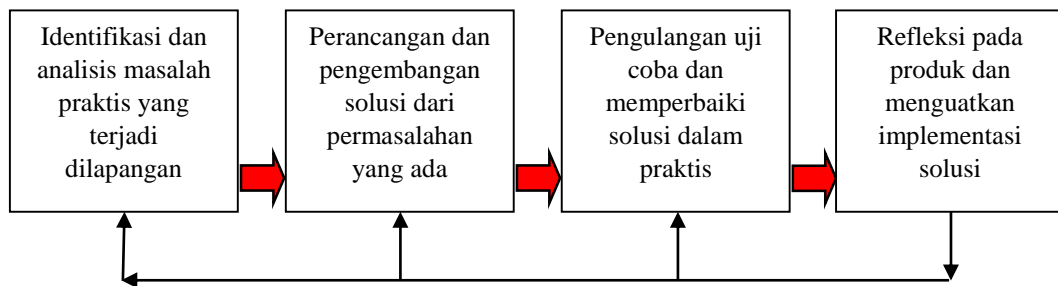 Identifikasi dan
analisis masalah
praktis yang
terjadi
dilapangan
Perancangan dan
pengembangan
solusi dari
permasalahan
yang ada
Pengulangan uji
coba dan
memperbaiki
solusi dalam
praktis
Refleksi pada
produk dan
menguatkan
implementasi
solusi